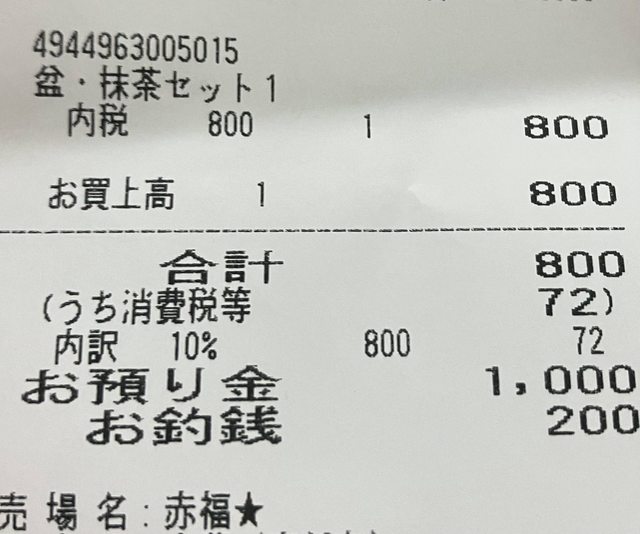 4944963005015
盆・抹茶セット1
内税 800 1 800
お買上高 1 800
合計 800
(うち消費税等 72)
内訳 10% 800 72
お預り金 1,000
お釣銭 200
売場名:赤福★